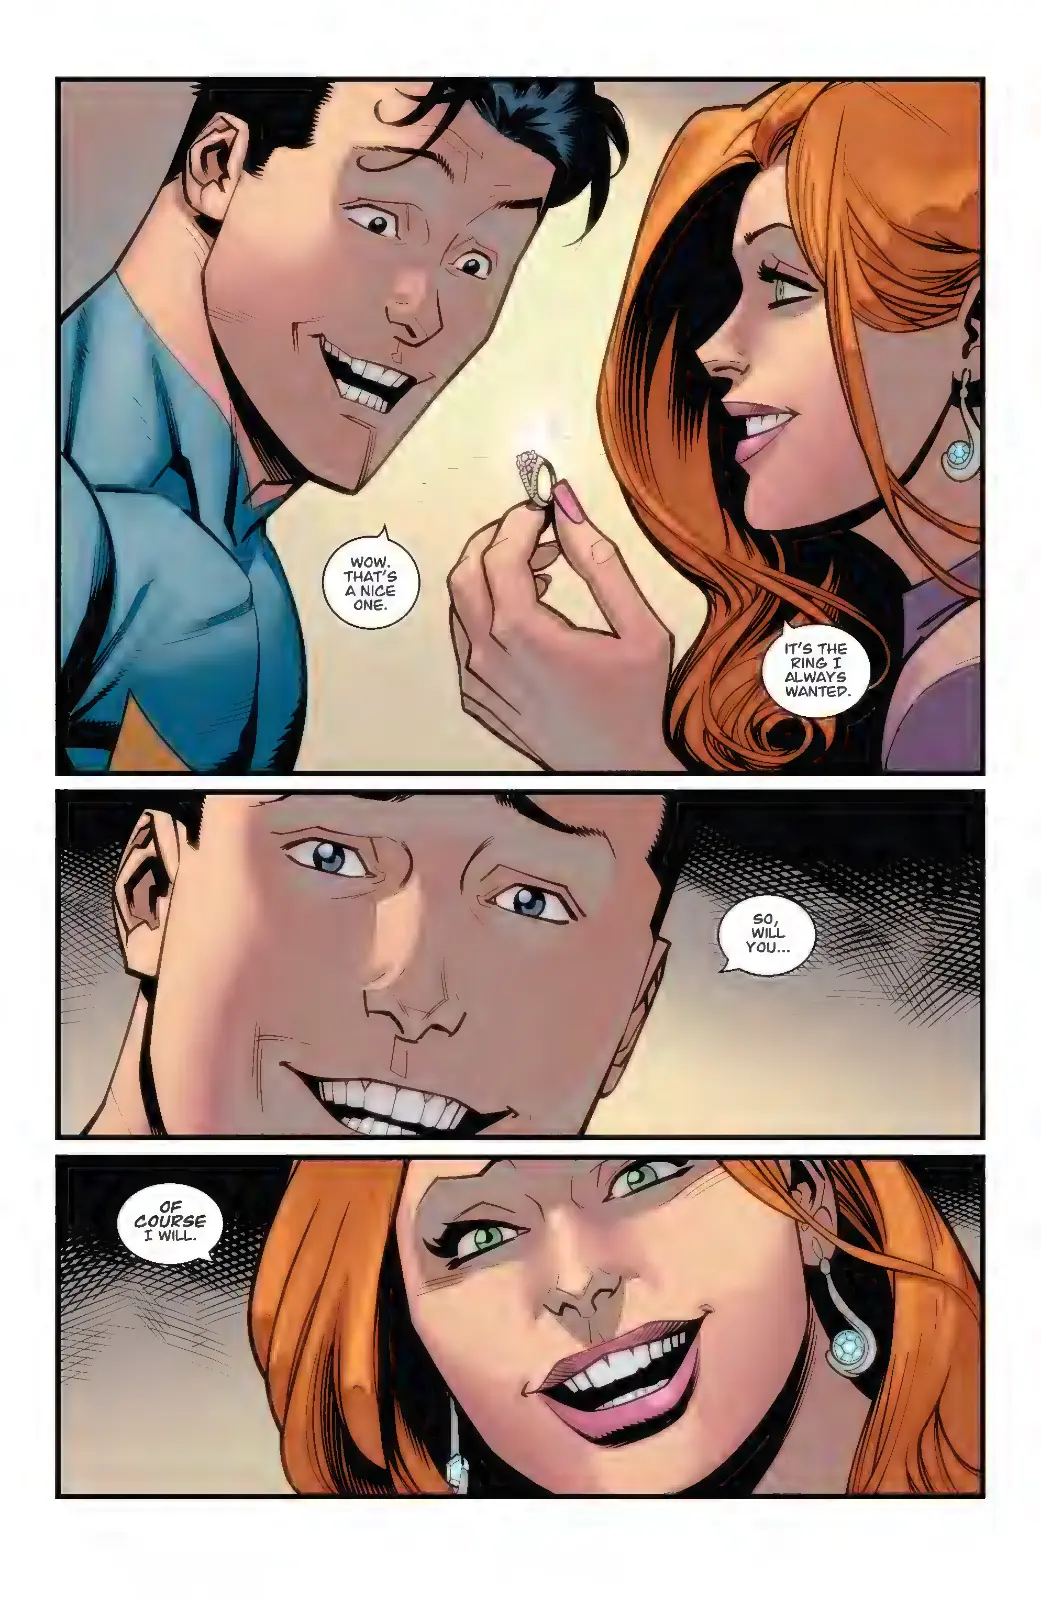 WOW.
THAT'S
A NICE
ONE.
IT'S THE
RING I
ALWAYS
WANTED.
SO,
WILL
YOU...
OF
COURSE
I WILL.